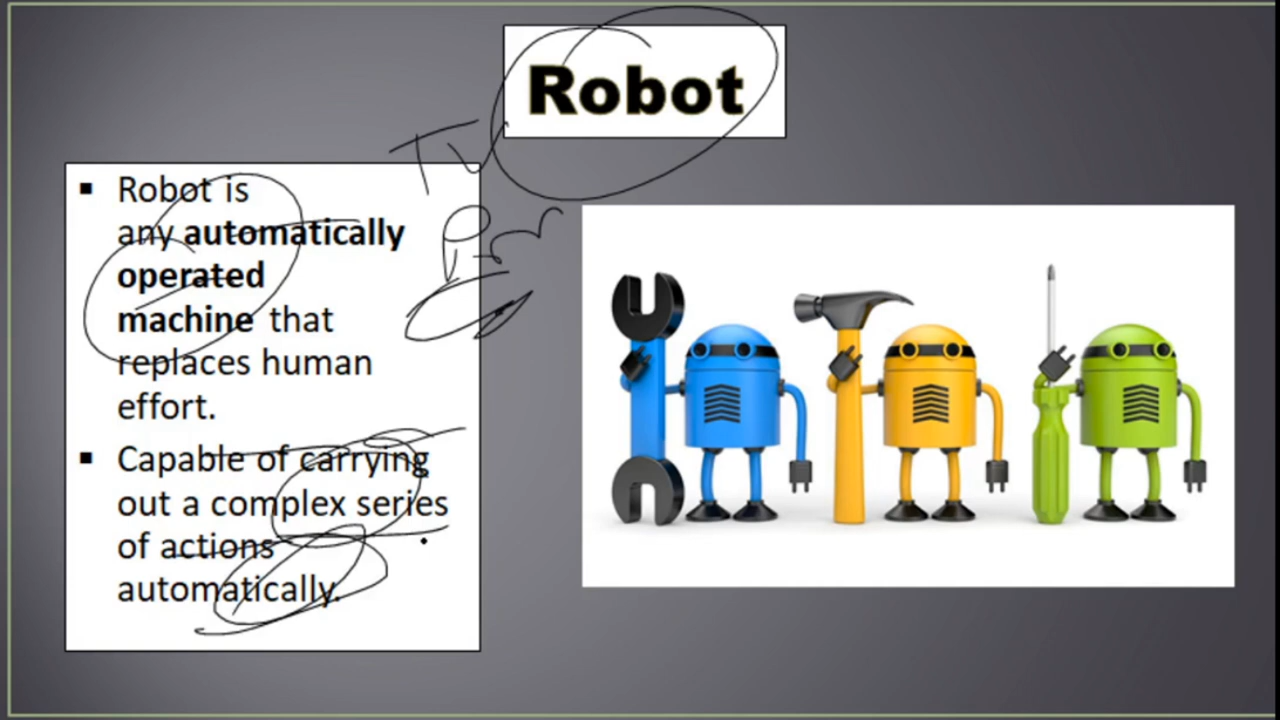 Robot
Robot is
any automatically
operated
machine that
replaces human
effort.
Capable of carrying
out a complex series
of actions
automatically.